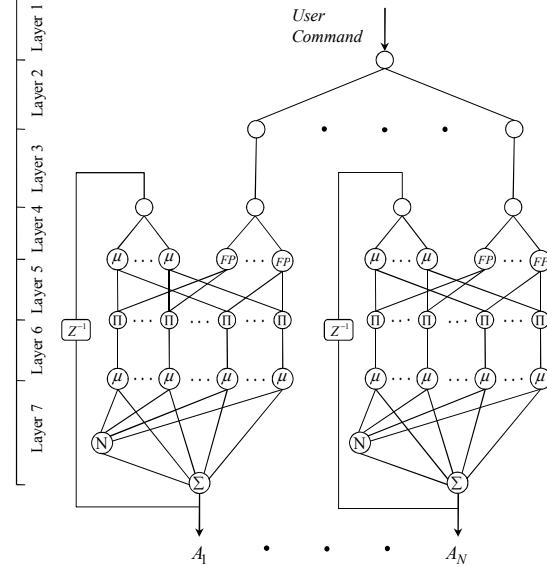 User
Command
Layer 1
Layer 2
Layer 3
Layer 4
Layer 5
Layer 6
Layer 7
μ ... μ FP ... FP μ ... μ FP ... FP
Z⁻¹ Π ... Π ... Π ... Π Z⁻¹ Π ... Π ... Π ... Π
μ ... μ ... μ ... μ μ ... μ ... μ ... μ
N N
Σ Σ
A₁ • • • A_N